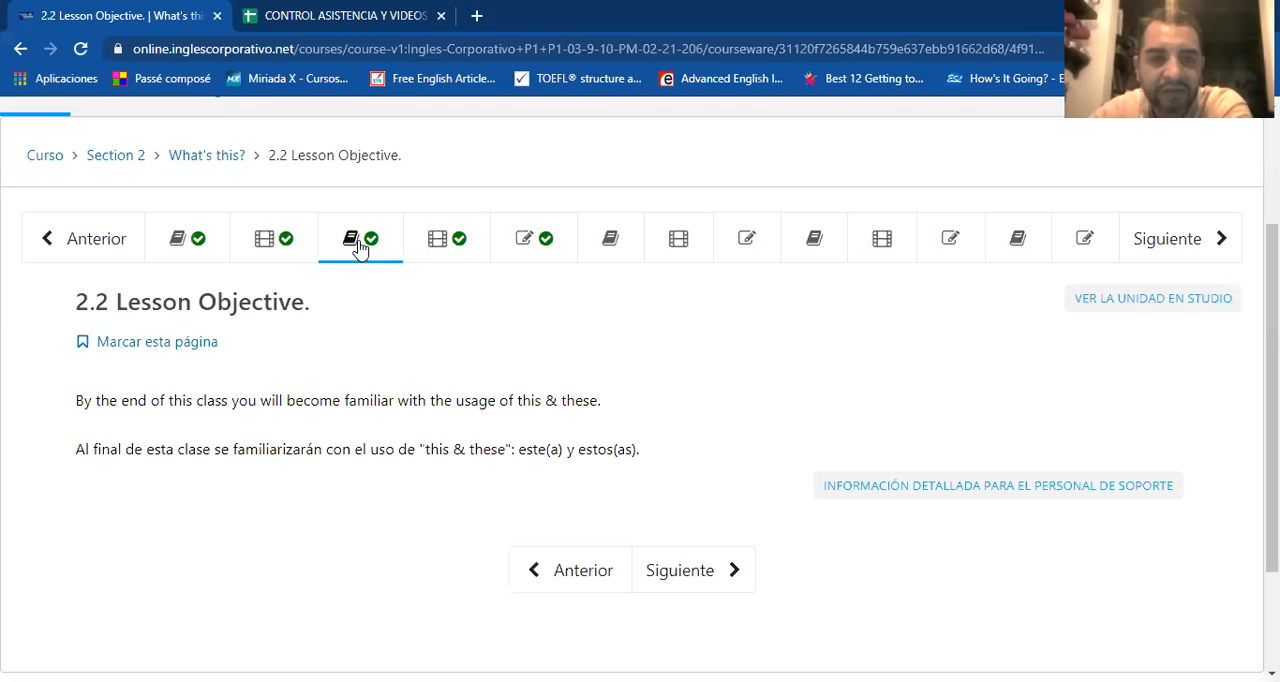 2.2 Lesson Objective. | What's thi
CONTROL ASISTENCIA Y VIDEOS
online.inglescorporativo.net/courses/course-v1:Ingles-Corporativo+P1+P1-03-9-10-PM-02-21-206/courseware/31120f7265844b759e637ebb91662d68/4f91...
Aplicaciones
Passé composé
Miriada X - Cursos...
Free English Article...
TOEFL® structure a...
Advanced English l...
Best 12 Getting to...
How's It Going? - E
Curso > Section 2 > What's this? > 2.2 Lesson Objective.
Anterior
Siguiente
2.2 Lesson Objective.
VER LA UNIDAD EN STUDIO
Marcar esta página
By the end of this class you will become familiar with the usage of this & these.
Al final de esta clase se familiarizarán con el uso de "this & these": este(a) y estos(as).
INFORMACIÓN DETALLADA PARA EL PERSONAL DE SOPORTE
Anterior
Siguiente